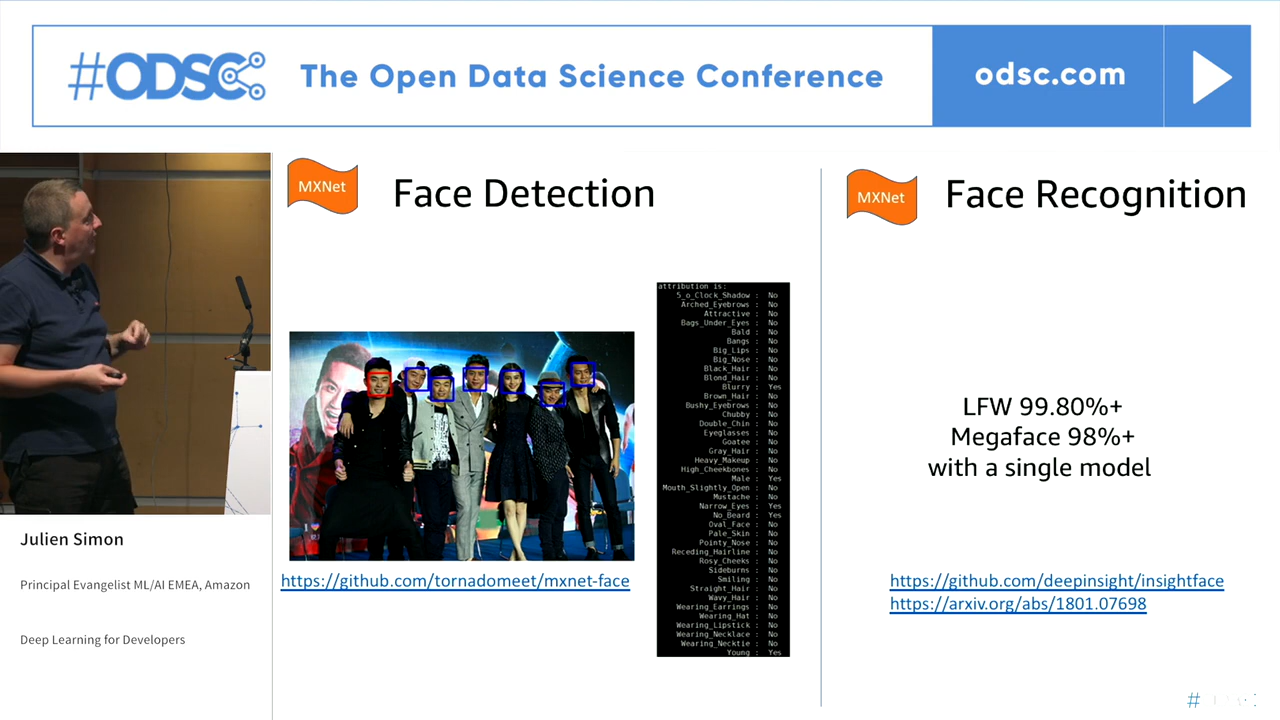 #ODSC
The Open Data Science Conference
odsc.com
MXNet
Face Detection
MXNet
Face Recognition
attribution is:
5_o_Clock_Shadow : No
Arched_Eyebrows : No
Attractive : No
Bags_Under_Eyes : No
Bald : No
Bangs : No
Big_Lips : No
Big_Nose : No
Black_Hair : No
Blond_Hair : No
Blurry : Yes
Brown_Hair : No
Bushy_Eyebrows : No
Chubby : No
Double_Chin : No
Eyeglasses : No
Goatee : No
Gray_Hair : No
Heavy_Makeup : No
High_Cheekbones : No
Male : Yes
Mouth_Slightly_Open : No
Mustache : No
Narrow_Eyes : Yes
No_Beard : Yes
Oval_Face : No
Pale_Skin : No
Pointy_Nose : No
Receding_Hairline : No
Rosy_Cheeks : No
Sideburns : No
Smiling : No
Straight_Hair : No
Wavy_Hair : No
Wearing_Earrings : No
Wearing_Hat : No
Wearing_Lipstick : No
Wearing_Necklace : No
Wearing_Necktie : No
Young : Yes
https://github.com/tornadomeet/mxnet-face
LFW 99.80%+
Megaface 98%+
with a single model
https://github.com/deepinsight/insightface
https://arxiv.org/abs/1801.07698
Julien Simon
Principal Evangelist ML/AI EMEA, Amazon
Deep Learning for Developers
#